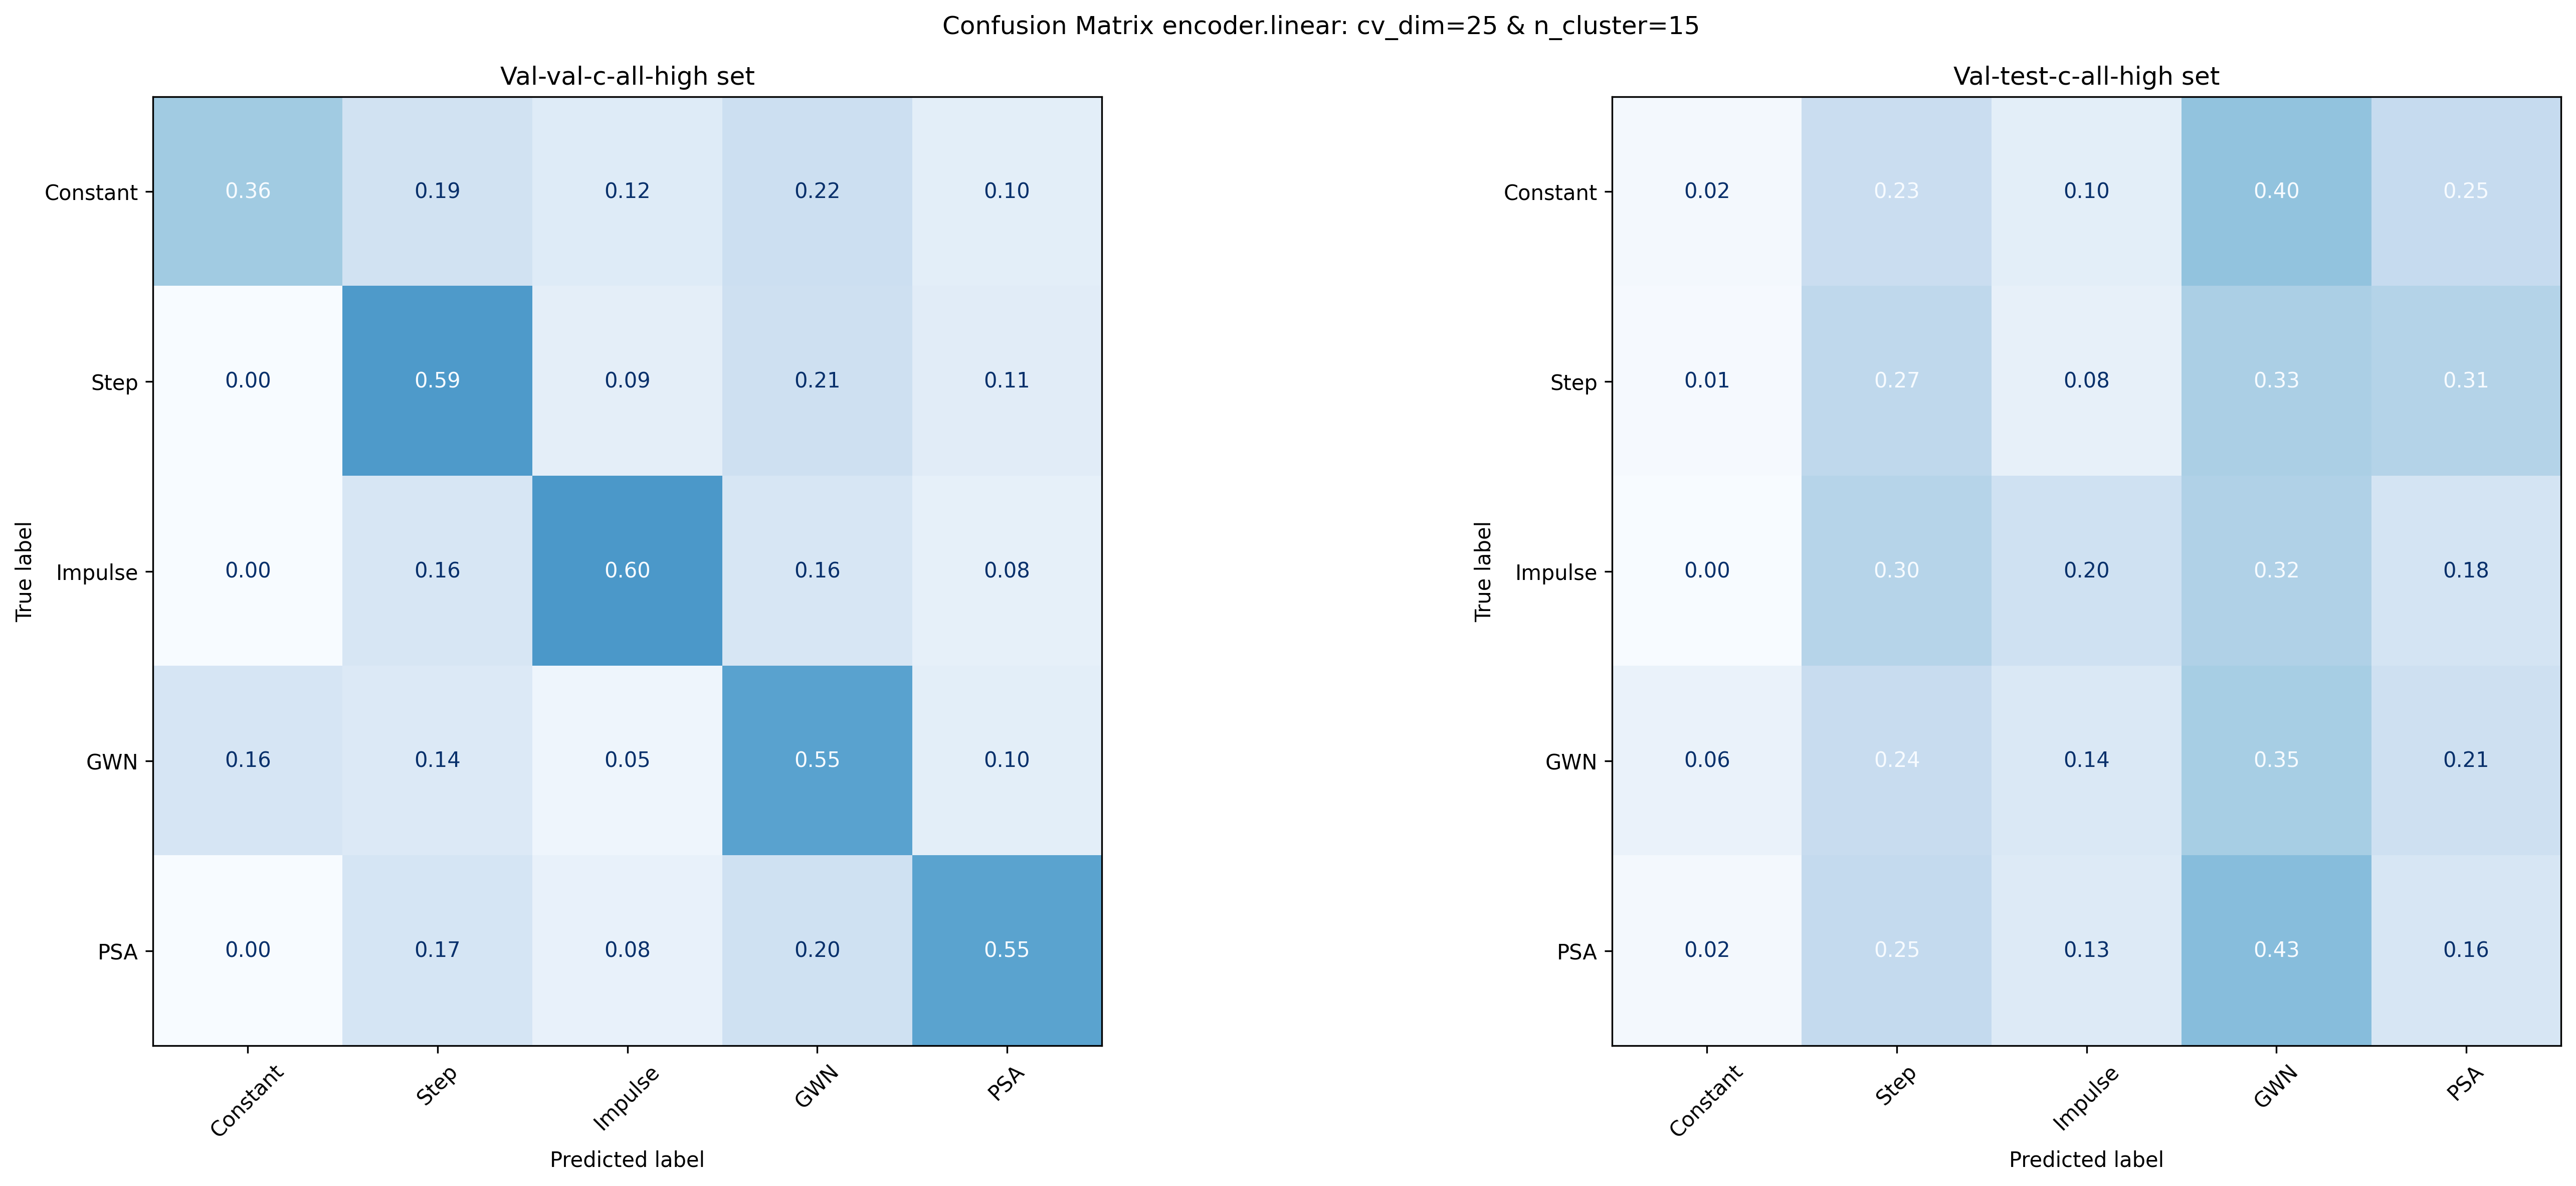 Confusion Matrix encoder.linear: cv_dim=25 & n_cluster=15
Val-val-c-all-high set
True label
Constant 0.36 0.19 0.12 0.22 0.10
Step 0.00 0.59 0.09 0.21 0.11
Impulse 0.00 0.16 0.60 0.16 0.08
GWN 0.16 0.14 0.05 0.55 0.10
PSA 0.00 0.17 0.08 0.20 0.55
Constant Step Impulse GWN PSA
Predicted label
Val-test-c-all-high set
True label
Constant 0.02 0.23 0.10 0.40 0.25
Step 0.01 0.27 0.08 0.33 0.31
Impulse 0.00 0.30 0.20 0.32 0.18
GWN 0.06 0.24 0.14 0.35 0.21
PSA 0.02 0.25 0.13 0.43 0.16
Constant Step Impulse GWN PSA
Predicted label